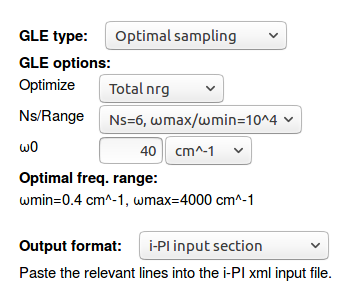 GLE type: Optimal sampling
GLE options:
Optimize Total nrg
Ns/Range Ns=6, ωmax/ωmin=10^4
ω0 40 cm^-1
Optimal freq. range:
ωmin=0.4 cm^-1, ωmax=4000 cm^-1
Output format: i-PI input section
Paste the relevant lines into the i-PI xml input file.